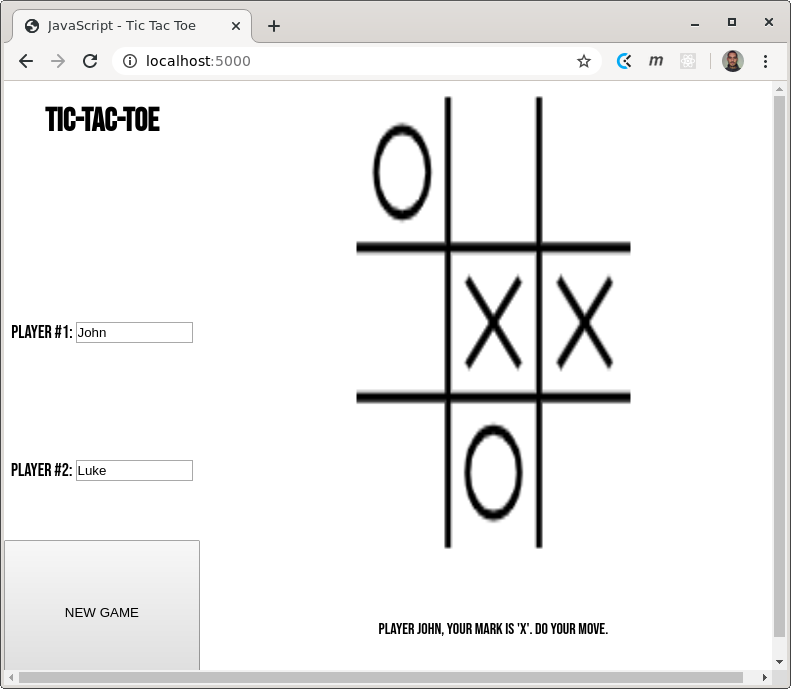 JavaScript - Tic Tac Toe
localhost:5000
m
TIC-TAC-TOE
O
X X
O
PLAYER #1: John
PLAYER #2: Luke
NEW GAME
PLAYER JOHN, YOUR MARK IS 'X'. DO YOUR MOVE.